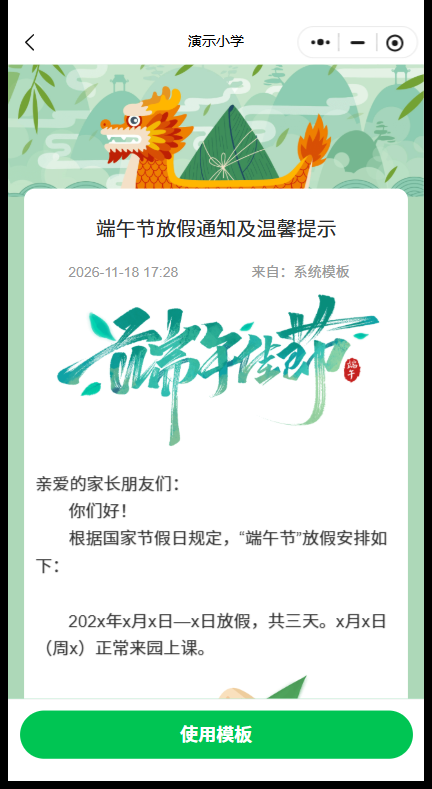 演示小学
端午节放假通知及温馨提示
2026-11-18 17:28 来自：系统模板
端午佳节
端午
亲爱的家长朋友们：
你们好！
根据国家节假日规定，“端午节”放假安排如
下：
202x年x月x日—x日放假，共三天。x月x日
（周x）正常来园上课。
使用模板